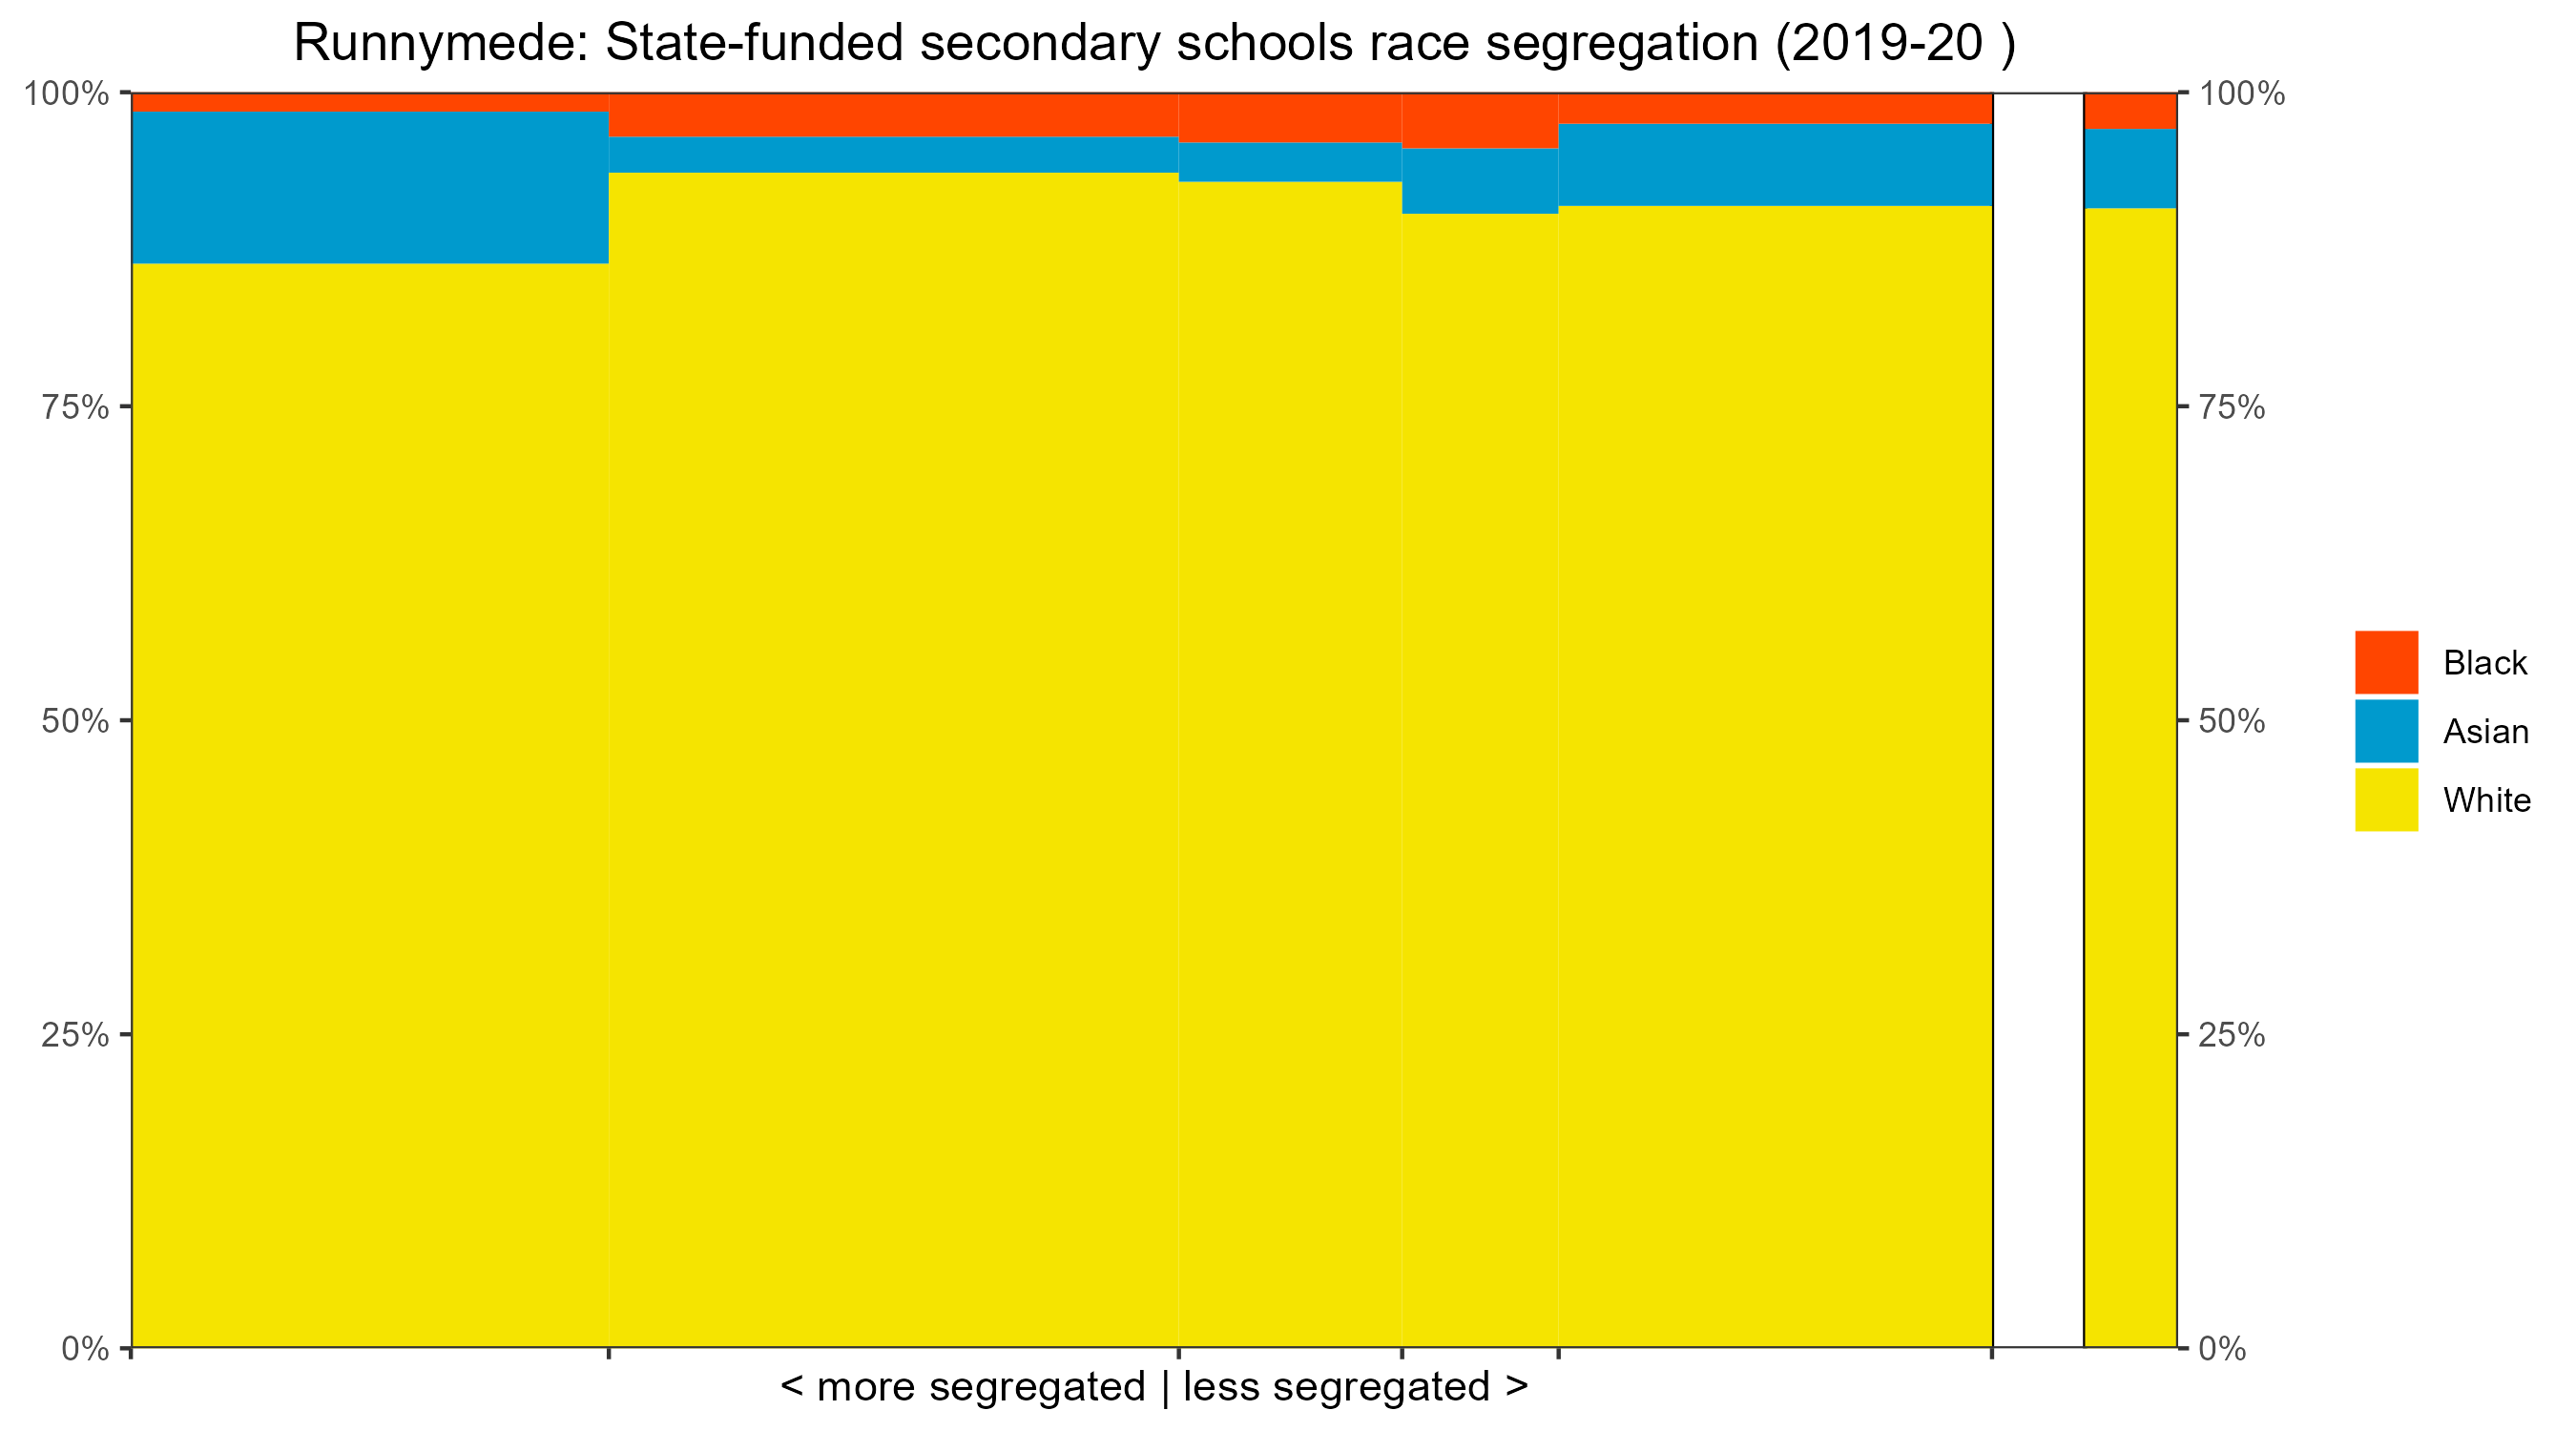 Runnymede: State-funded secondary schools race segregation (2019-20 )
100%
75%
50%
25%
0%
100%
75%
50%
25%
0%
Black
Asian
White
< more segregated | less segregated >